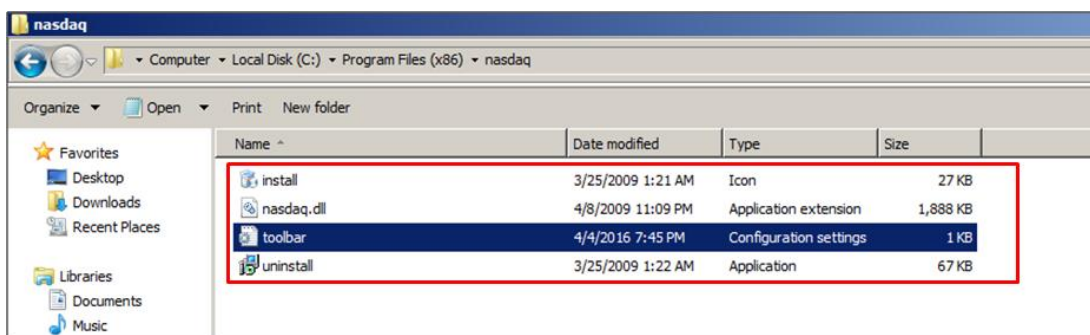 nasdaq
Computer Local Disk (C:) Program Files (x86) nasdaq
Organize Open Print New folder
Favorites
Desktop
Downloads
Recent Places
Libraries
Documents
Music
Name Date modified Type Size
install 3/25/2009 1:21 AM Icon 27 KB
nasdaq.dll 4/8/2009 11:09 PM Application extension 1,888 KB
toolbar 4/4/2016 7:45 PM Configuration settings 1 KB
uninstall 3/25/2009 1:22 AM Application 67 KB